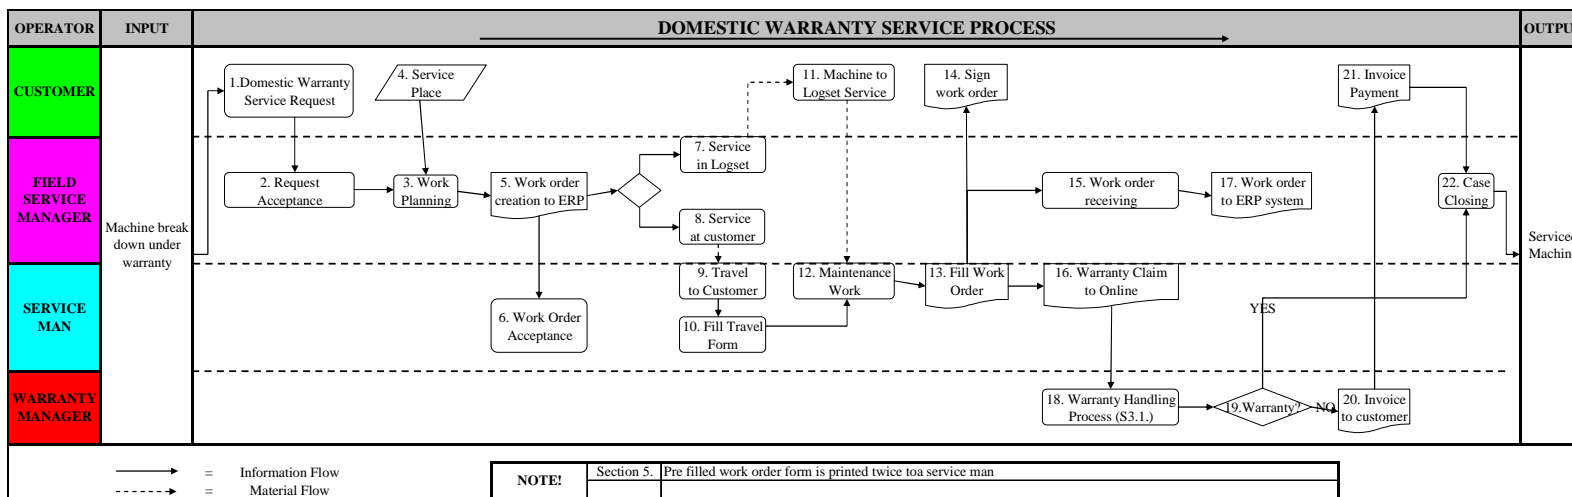 OPERATOR
INPUT
DOMESTIC WARRANTY SERVICE PROCESS
OUTPU
CUSTOMER
1.Domestic Warranty
Service Request
4. Service
Place
11. Machine to
Logset Service
14. Sign
work order
21. Invoice
Payment
FIELD
SERVICE
MANAGER
2. Request
Acceptance
3. Work
Planning
5. Work order
creation to ERP
7. Service
in Logset
8. Service
at customer
15. Work order
receiving
17. Work order
to ERP system
22. Case
Closing
Machine break
down under
warranty
Serviced
Machine
SERVICE
MAN
6. Work Order
Acceptance
9. Travel
to Customer
10. Fill Travel
Form
12. Maintenance
Work
13. Fill Work
Order
16. Warranty Claim
to Online
YES
WARRANTY
MANAGER
18. Warranty Handling
Process (S3.1.)
19.Warranty?
NO
20. Invoice
to customer
= Information Flow
= Material Flow
NOTE!
Section 5. Pre filled work order form is printed twice toa service man